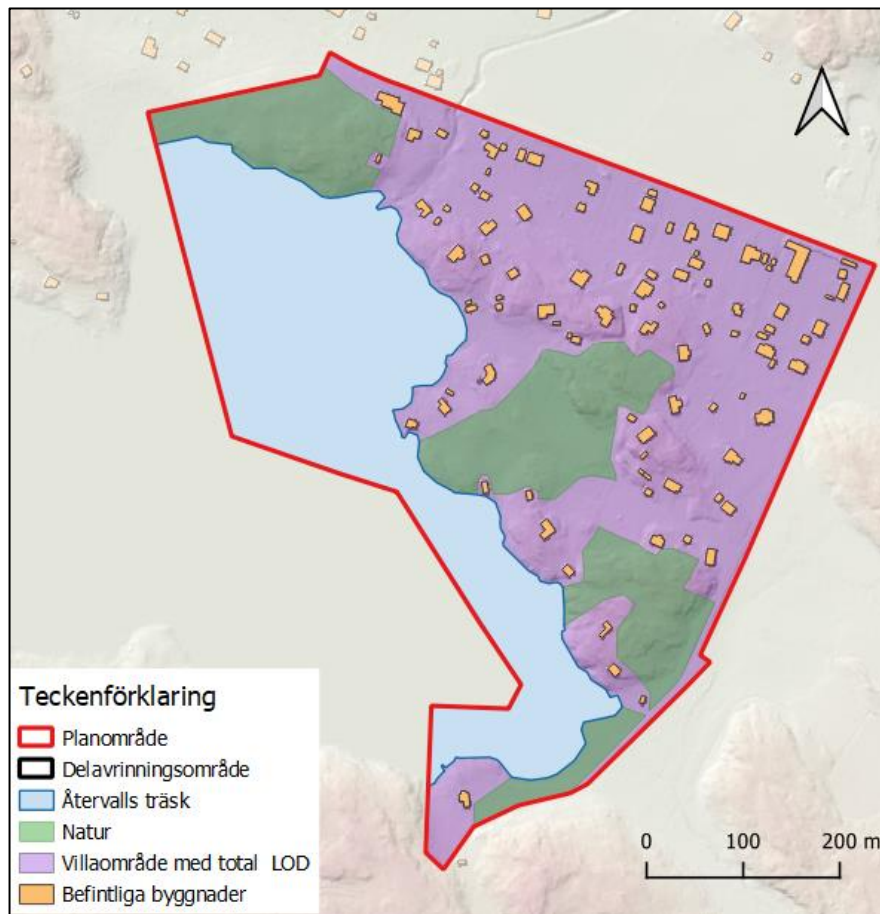 Teckenförklaring
Planområde
Delavrinningsområde
Återvalls träsk
Natur
Villaområde med total LOD
Befintliga byggnader
0 100 200 m